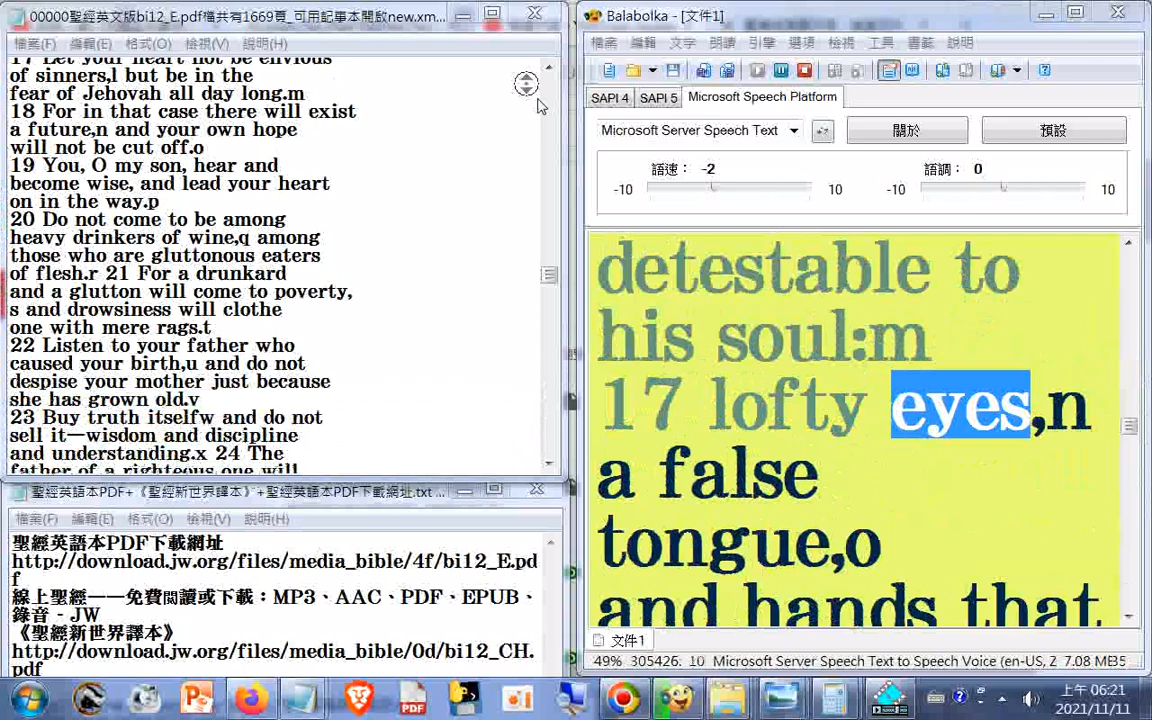 00000聖經英文版bi12_E.pdf檔共有1669頁_可用記事本開啟new.xm...
檔案(F) 編輯(E) 格式(O) 檢視(V) 說明(H)
17 Let your heart not be envious
of sinners,l but be in the
fear of Jehovah all day long.m
18 For in that case there will exist
a future,n and your own hope
will not be cut off.o
19 You, O my son, hear and
become wise, and lead your heart
on in the way.p
20 Do not come to be among
heavy drinkers of wine,q among
those who are gluttonous eaters
of flesh.r 21 For a drunkard
and a glutton will come to poverty,
s and drowsiness will clothe
one with mere rags.t
22 Listen to your father who
caused your birth,u and do not
despise your mother just because
she has grown old.v
23 Buy truth itselfw and do not
sell it—wisdom and discipline
and understanding.x 24 The
father of a righteous one will
聖經英語本PDF+《聖經新世界譯本》+聖經英語本PDF下載網址.txt ...
檔案(F) 編輯(E) 格式(O) 檢視(V) 說明(H)
聖經英語本PDF下載網址
http://download.jw.org/files/media_bible/4f/bi12_E.pd
f
線上聖經——免費閱讀或下載：MP3、AAC、PDF、EPUB、
錄音 - JW
《聖經新世界譯本》
http://download.jw.org/files/media_bible/0d/bi12_CH.
pdf
Balabolka - [文件1]
檔案 編輯 文字 朗讀 引擎 選項 檢視 工具 書籤 說明
SAPI 4 SAPI 5 Microsoft Speech Platform
Microsoft Server Speech Text 關於 預設
語速： -2 語調： 0
-10 10 -10 10
detestable to
his soul:m
17 lofty eyes,n
a false
tongue,o
and hands that
文件1
49% 305426: 10 Microsoft Server Speech Text to Speech Voice (en-US, Z 7.08 MB
PDF
上午 06:21
2021/11/11